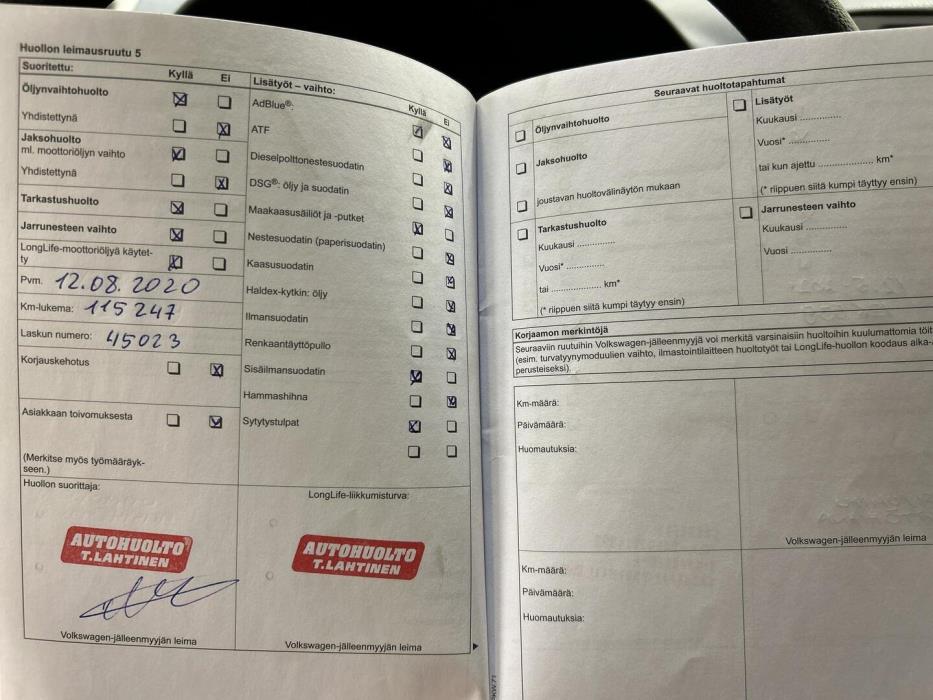 Huollon leimausruutu 5
Suoritettu: Kyllä Ei
Öljynvaihtohuolto
Yhdistettynä
Jaksohuolto
ml. moottoriöljyn vaihto
Yhdistettynä
Tarkastushuolto
Jarrunesteen vaihto
LongLife-moottoriöljyä käytet-
ty
Pvm. 12.08.2020
Km-lukema: 115 247
Laskun numero: 45023
Korjauskehotus
Asiakkaan toivomuksesta
(Merkitse myös työmääräyk-
seen.)
Lisätyöt – vaihto: Kyllä Ei
AdBlue®:
ATF
Dieselpolttonestesuodatin
DSG®: öljy ja suodatin
Maakaasusäiliöt ja -putket
Nestesuodatin (paperisuodatin)
Kaasusuodatin
Haldex-kytkin: öljy
Ilmansuodatin
Renkaantäyttöpullo
Sisäilmansuodatin
Hammashihna
Sytytystulpat
Huollon suorittaja:
AUTOHUOLTO
T.LAHTINEN
Volkswagen-jälleenmyyjän leima
LongLife-liikkumisturva:
AUTOHUOLTO
T.LAHTINEN
Volkswagen-jälleenmyyjän leima
Seuraavat huoltotapahtumat
Öljynvaihtohuolto
Jaksohuolto
joustavan huoltovälinäytön mukaan
Tarkastushuolto
Kuukausi ...............
Vuosi* ...............
tai .................... km*
(* riippuen siitä kumpi täytyy ensin)
Lisätyöt
Kuukausi ...............
Vuosi* ...............
tai kun ajettu .................... km*
(* riippuen siitä kumpi täyttyy ensin)
Jarrunesteen vaihto
Kuukausi ...............
Vuosi ...............
Korjaamon merkintöjä
Seuraaviin ruutuihin Volkswagen-jälleenmyyjä voi merkitä varsinaisiin huoltoihin kuulumattomia töit
(esim. turvatyynymoduulien vaihto, ilmastointilaitteen huoltotyöt tai LongLife-huollon koodaus alka-
perusteiseksi).
Km-määrä:
Päivämäärä:
Huomautuksia:
Volkswagen-jälleenmyyjän leima
Km-määrä:
Päivämäärä:
Huomautuksia: